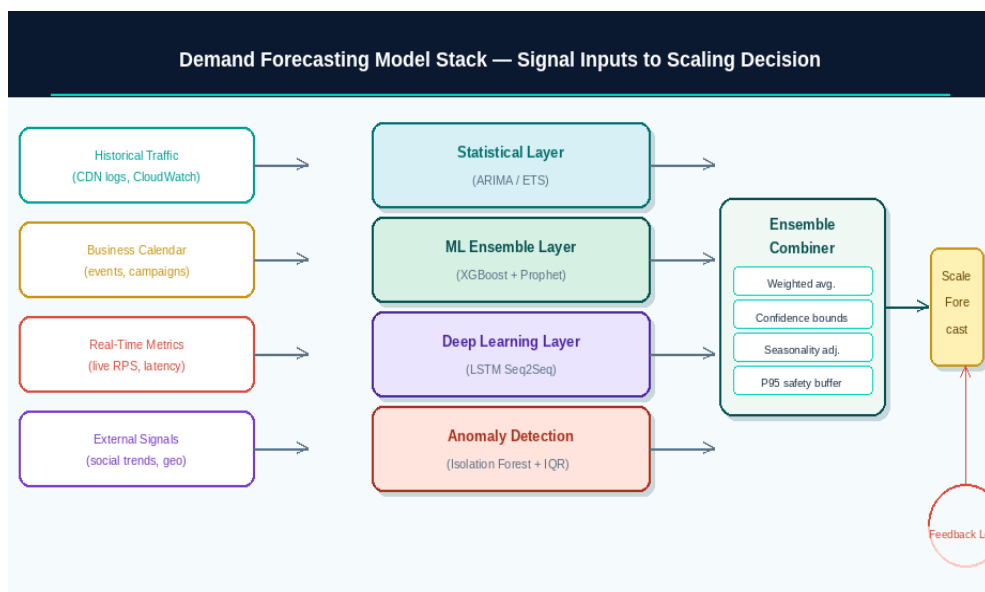 Demand Forecasting Model Stack — Signal Inputs to Scaling Decision
Historical Traffic
(CDN logs, CloudWatch)
Business Calendar
(events, campaigns)
Real-Time Metrics
(live RPS, latency)
External Signals
(social trends, geo)
Statistical Layer
(ARIMA / ETS)
ML Ensemble Layer
(XGBoost + Prophet)
Deep Learning Layer
(LSTM Seq2Seq)
Anomaly Detection
(Isolation Forest + IQR)
Ensemble
Combiner
Weighted avg.
Confidence bounds
Seasonality adj.
P95 safety buffer
Scale
Fore
cast
Feedback